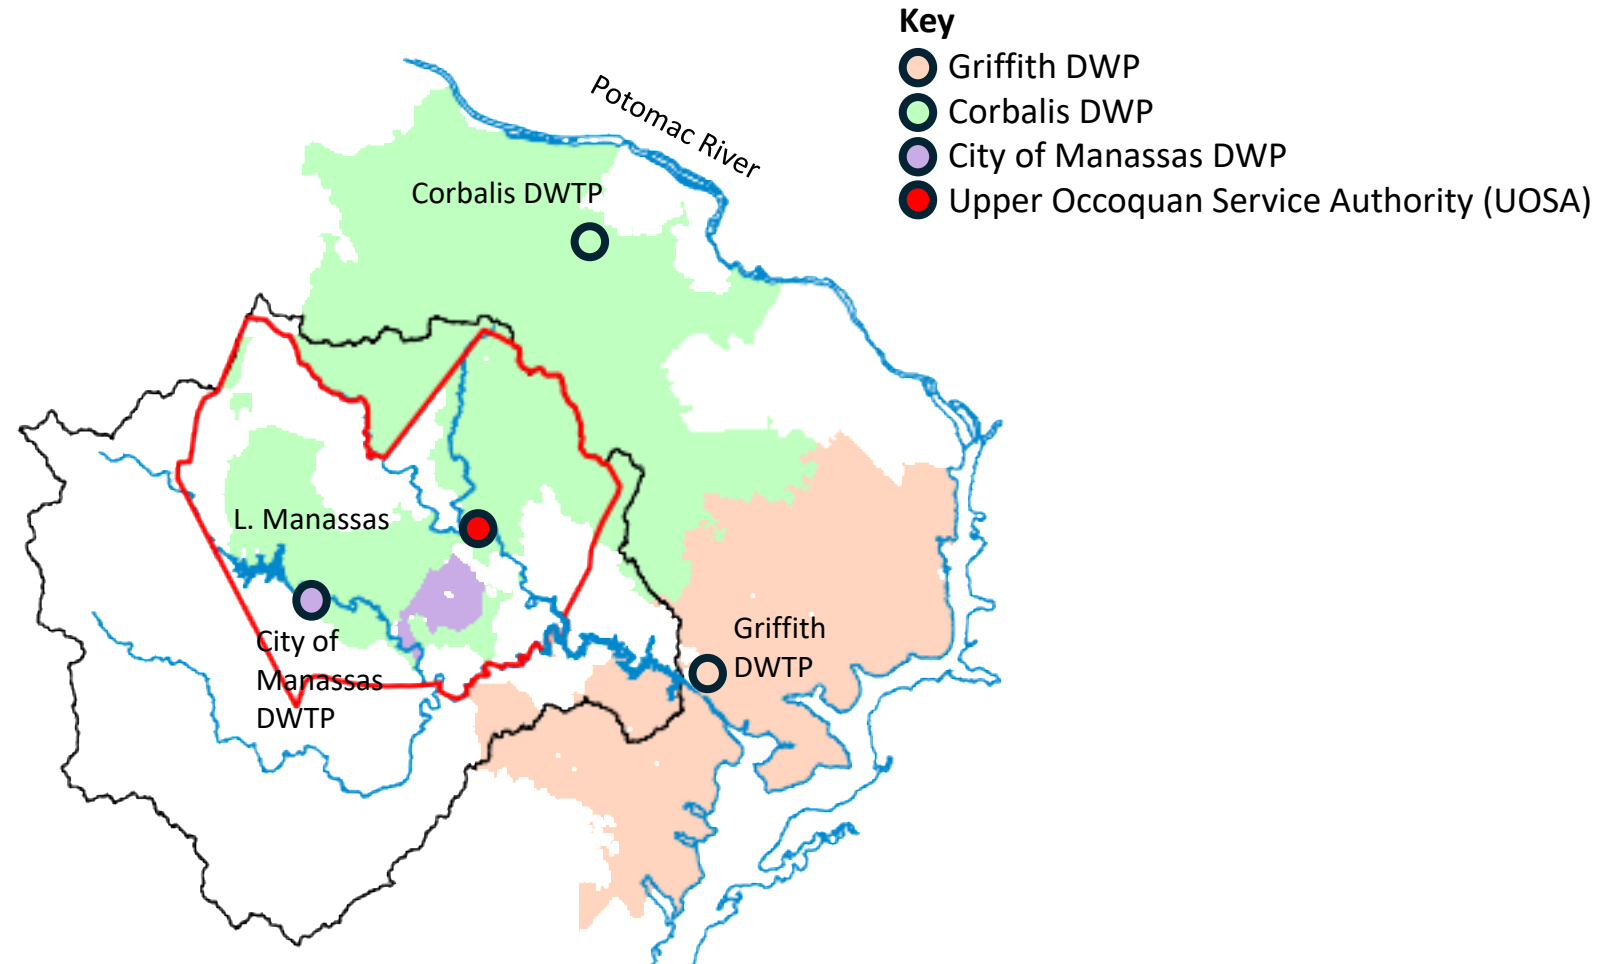 Key
Griffith DWP
Corbalis DWP
City of Manassas DWP
Upper Occoquan Service Authority (UOSA)
Potomac River
Corbalis DWTP
L. Manassas
City of
Manassas
DWTP
Griffith
DWTP